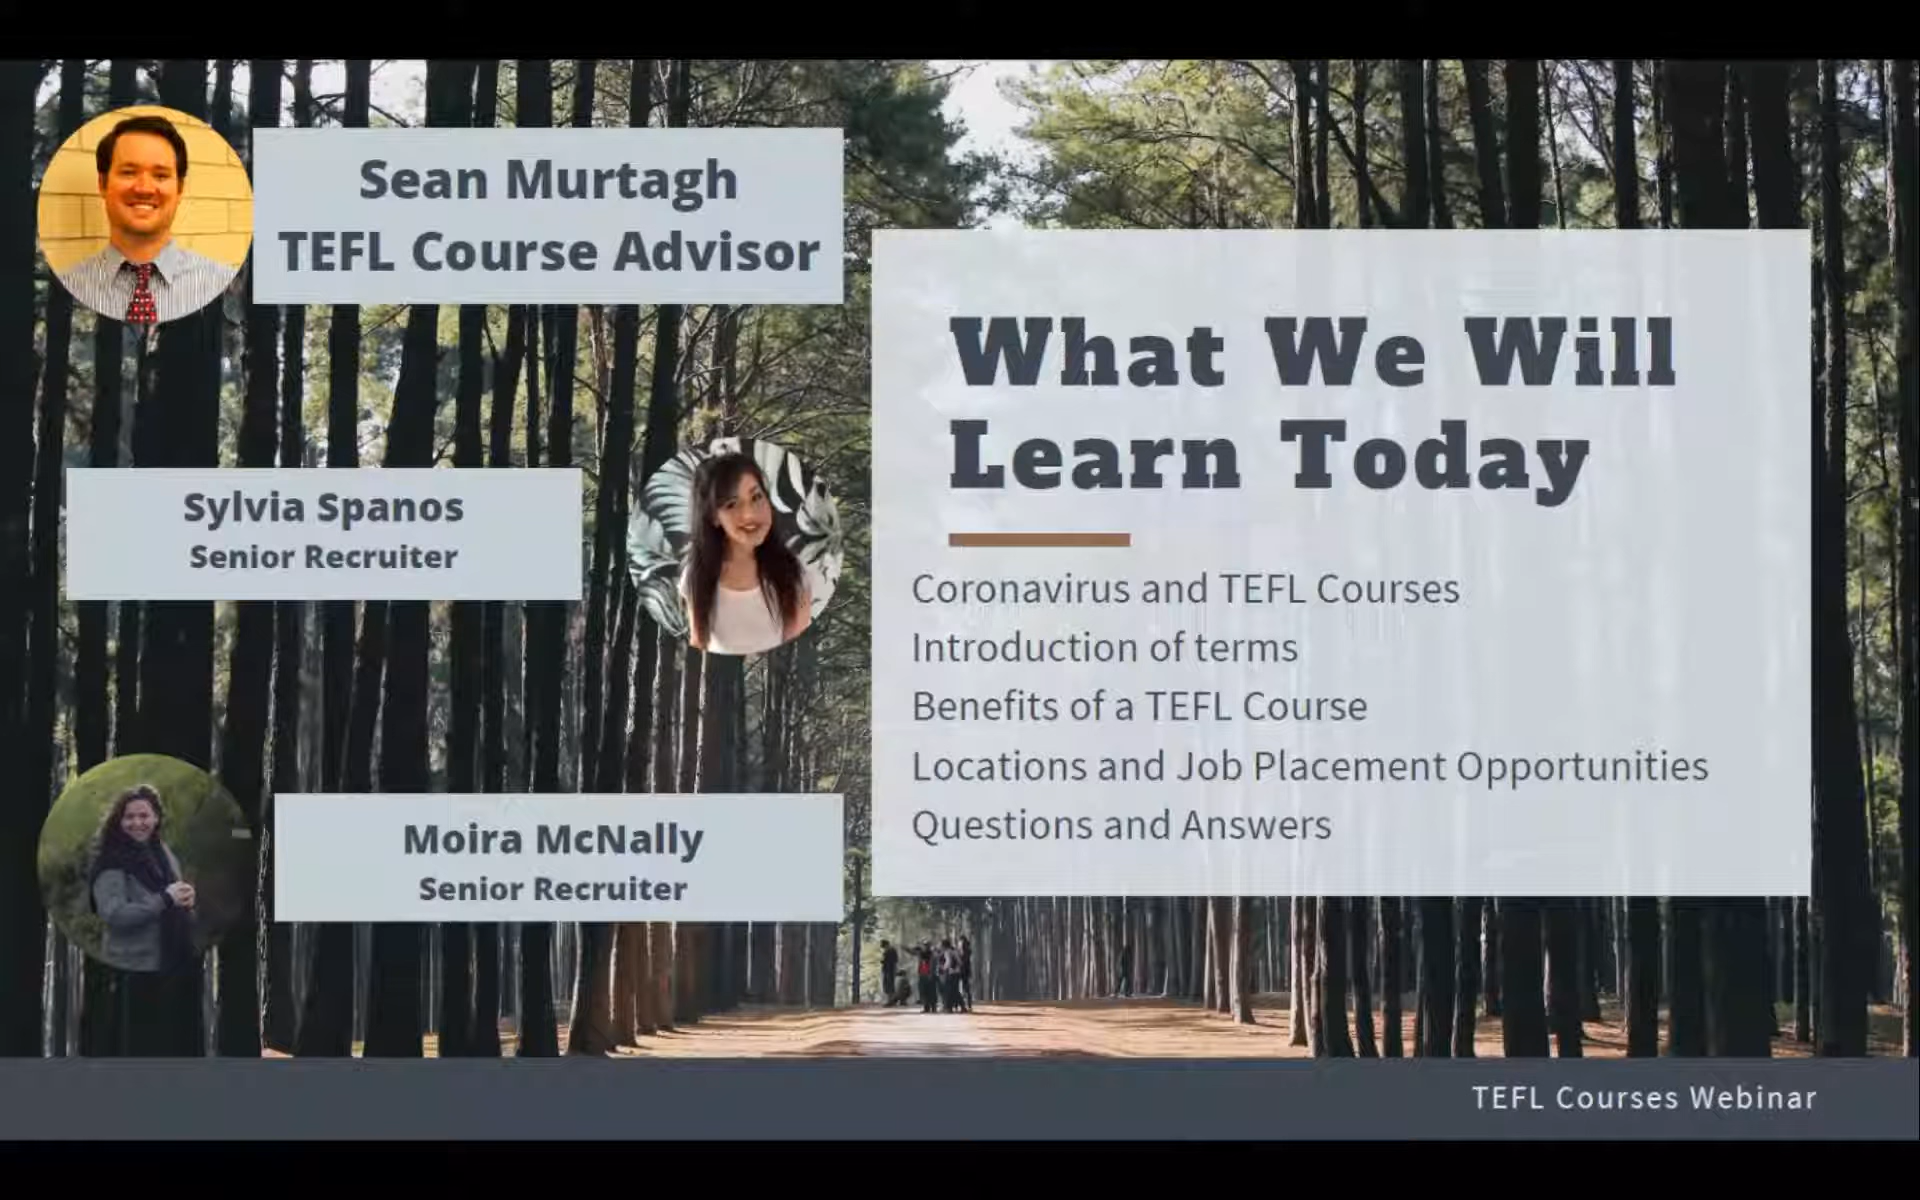 Sean Murtagh
TEFL Course Advisor
Sylvia Spanos
Senior Recruiter
Moira McNally
Senior Recruiter
What We Will
Learn Today
Coronavirus and TEFL Courses
Introduction of terms
Benefits of a TEFL Course
Locations and Job Placement Opportunities
Questions and Answers
TEFL Courses Webinar